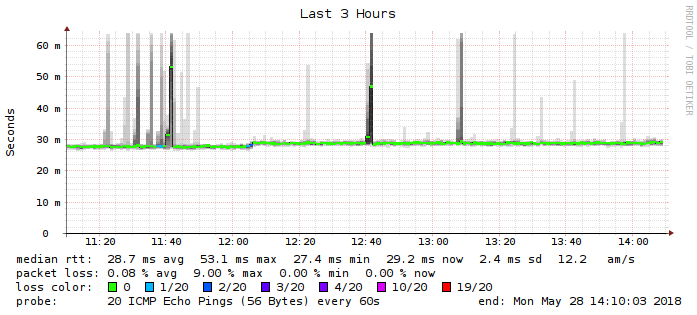 Last 3 Hours
RRDTOOL / TOBI OETIKER
Seconds
60 m
50 m
40 m
30 m
20 m
10 m
0
11:20 11:40 12:00 12:20 12:40 13:00 13:20 13:40 14:00
median rtt: 28.7 ms avg 53.1 ms max 27.4 ms min 29.2 ms now 2.4 ms sd 12.2 am/s
packet loss: 0.08 % avg 9.00 % max 0.00 % min 0.00 % now
loss color: 0 1/20 2/20 3/20 4/20 10/20 19/20
probe: 20 ICMP Echo Pings (56 Bytes) every 60s end: Mon May 28 14:10:03 2018